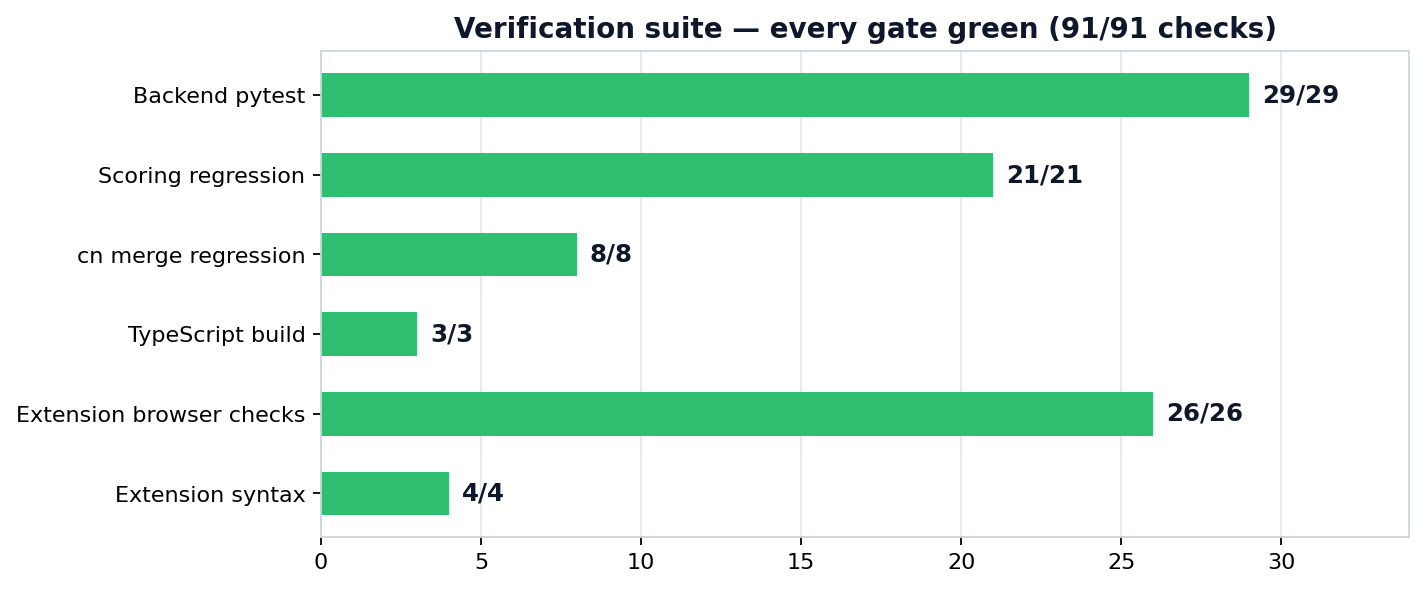 Verification suite — every gate green (91/91 checks)
Backend pytest 29/29
Scoring regression 21/21
cn merge regression 8/8
TypeScript build 3/3
Extension browser checks 26/26
Extension syntax 4/4
0 5 10 15 20 25 30